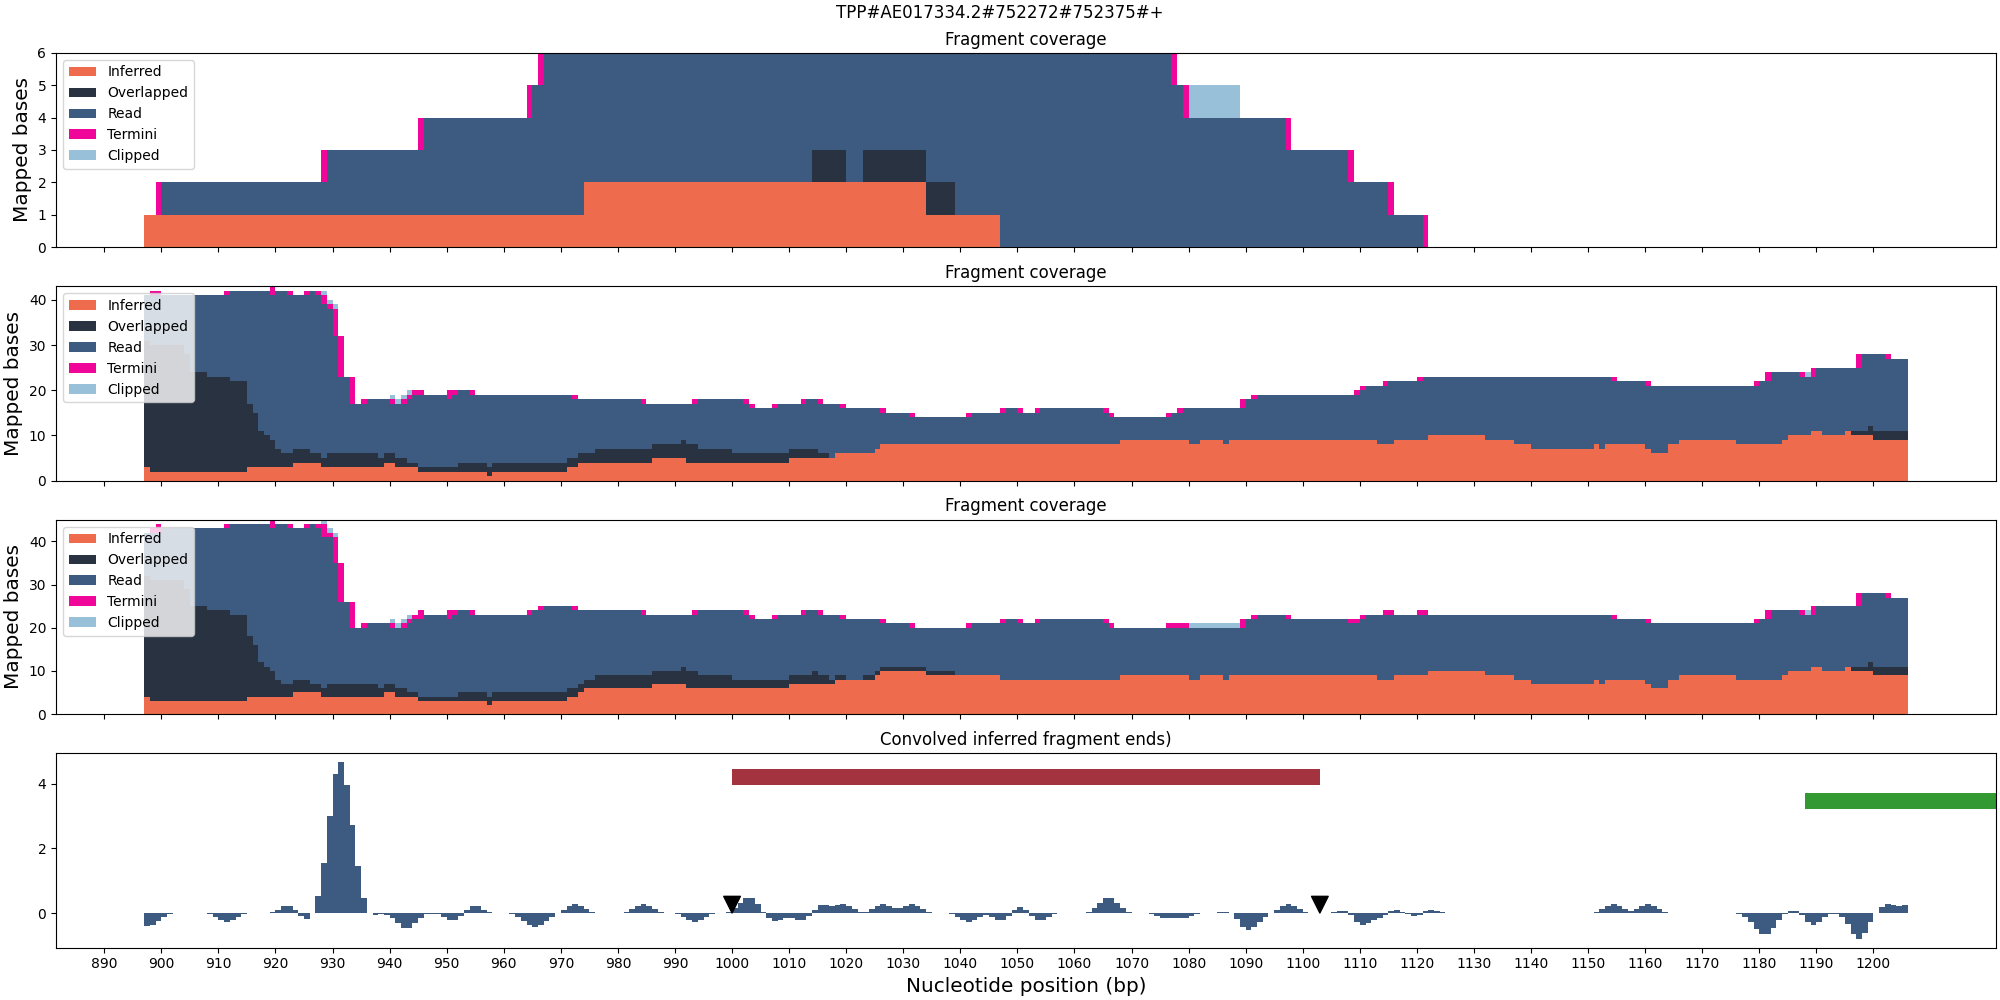 TPP#AE017334.2#752272#752375#+
Fragment coverage
Mapped bases
6
5
4
3
2
1
0
Inferred
Overlapped
Read
Termini
Clipped
Fragment coverage
Mapped bases
40
30
20
10
0
Inferred
Overlapped
Read
Termini
Clipped
Fragment coverage
Mapped bases
40
30
20
10
0
Inferred
Overlapped
Read
Termini
Clipped
Convolved inferred fragment ends)
4
2
0
890 900 910 920 930 940 950 960 970 980 990 1000 1010 1020 1030 1040 1050 1060 1070 1080 1090 1100 1110 1120 1130 1140 1150 1160 1170 1180 1190 1200
Nucleotide position (bp)